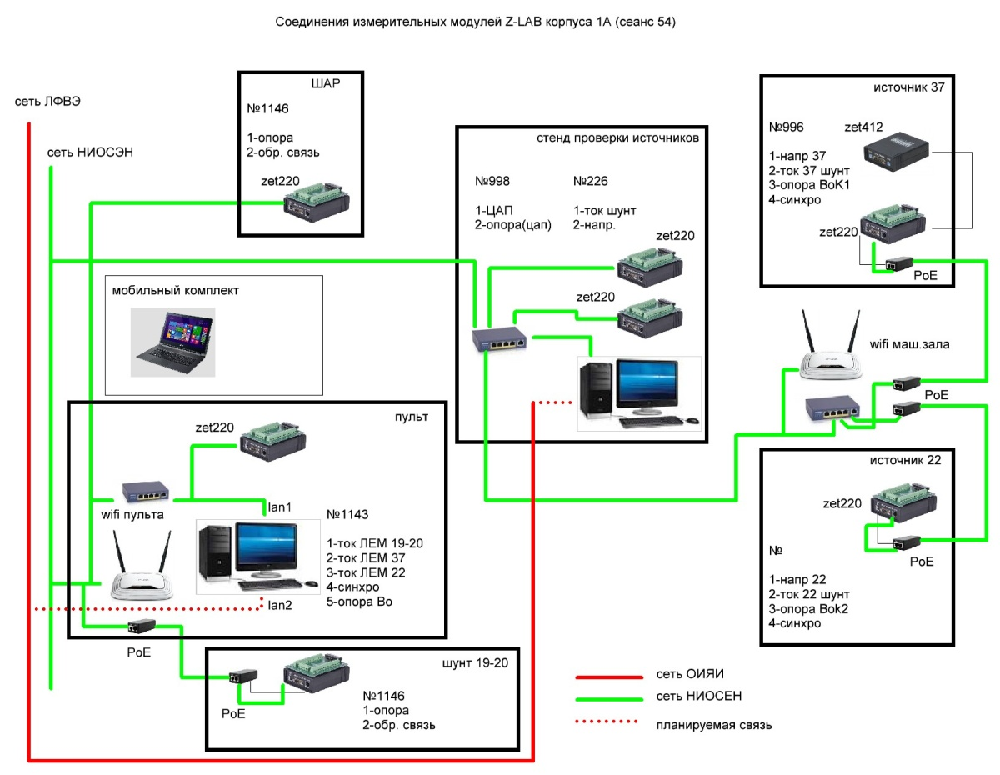 Соединения измерительных модулей Z-LAB корпуса 1А (сеанс 54)
сеть ЛФВЭ
сеть НИОСЭН
ШАР
№1146
1-опора
2-обр. связь
zet220
мобильный комплект
стенд проверки источников
№998
1-ЦАП
2-опора(цап)
№226
1-ток шунт
2-напр.
zet220
zet220
источник 37
№996
zet412
1-напр 37
2-ток 37 шунт
3-опора ВоК1
4-синхро
zet220
PoE
wifi маш.зала
PoE
источник 22
zet220
PoE
№
1-напр 22
2-ток 22 шунт
3-опора Bok2
4-синхро
пульт
zet220
wifi пульта
lan1
№1143
1-ток ЛЕМ 19-20
2-ток ЛЕМ 37
3-ток ЛЕМ 22
4-синхро
5-опора Во
lan2
PoE
шунт 19-20
PoE
№1146
1-опора
2-обр. связь
сеть ОИЯИ
сеть НИОСЕН
планируемая связь